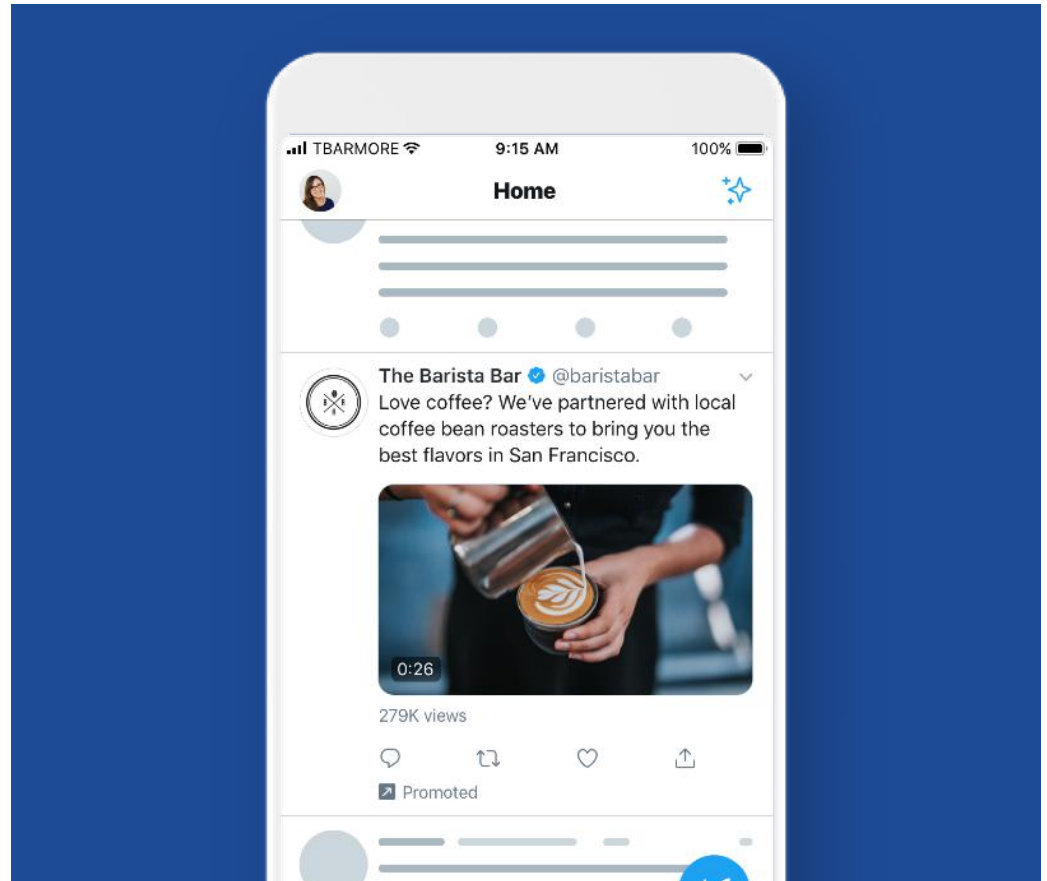 TBARMORE 9:15 AM 100%
Home
The Barista Bar @baristabar
Love coffee? We've partnered with local
coffee bean roasters to bring you the
best flavors in San Francisco.
0:26
279K views
Promoted